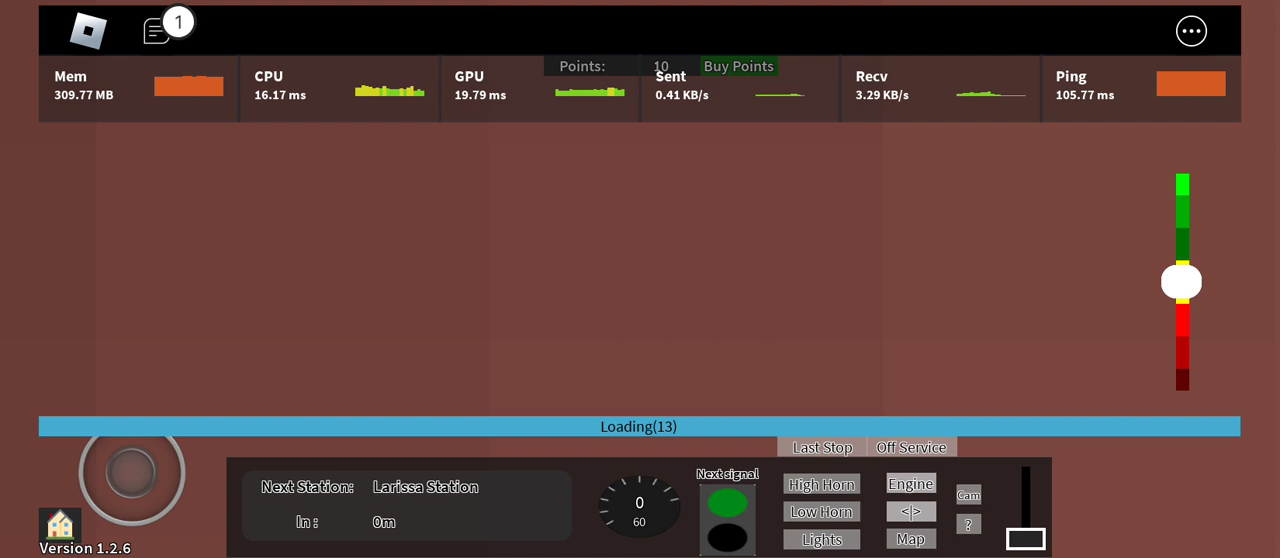 1
Points: 10 Buy Points
Mem CPU GPU Sent Recv Ping
309.77 MB 16.17 ms 19.79 ms 0.41 KB/s 3.29 KB/s 105.77 ms
Loading(13)
Last Stop Off Service
Next signal
Next Station: Larissa Station
In : 0m
0
60
High Horn Engine
Low Horn <|>
Lights Map
Cam
?
Version 1.2.6